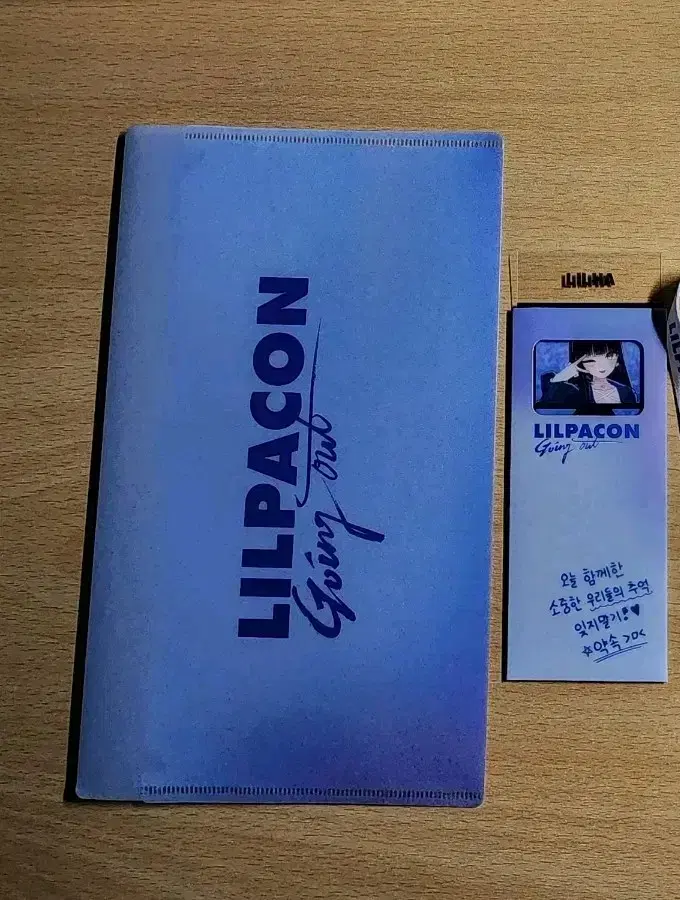 LILPACON
Going out
LILPACON
Going out
오늘 함께한
소중한 우리들의 추억
잊지말기!♥
☆약속 >ㅁ<